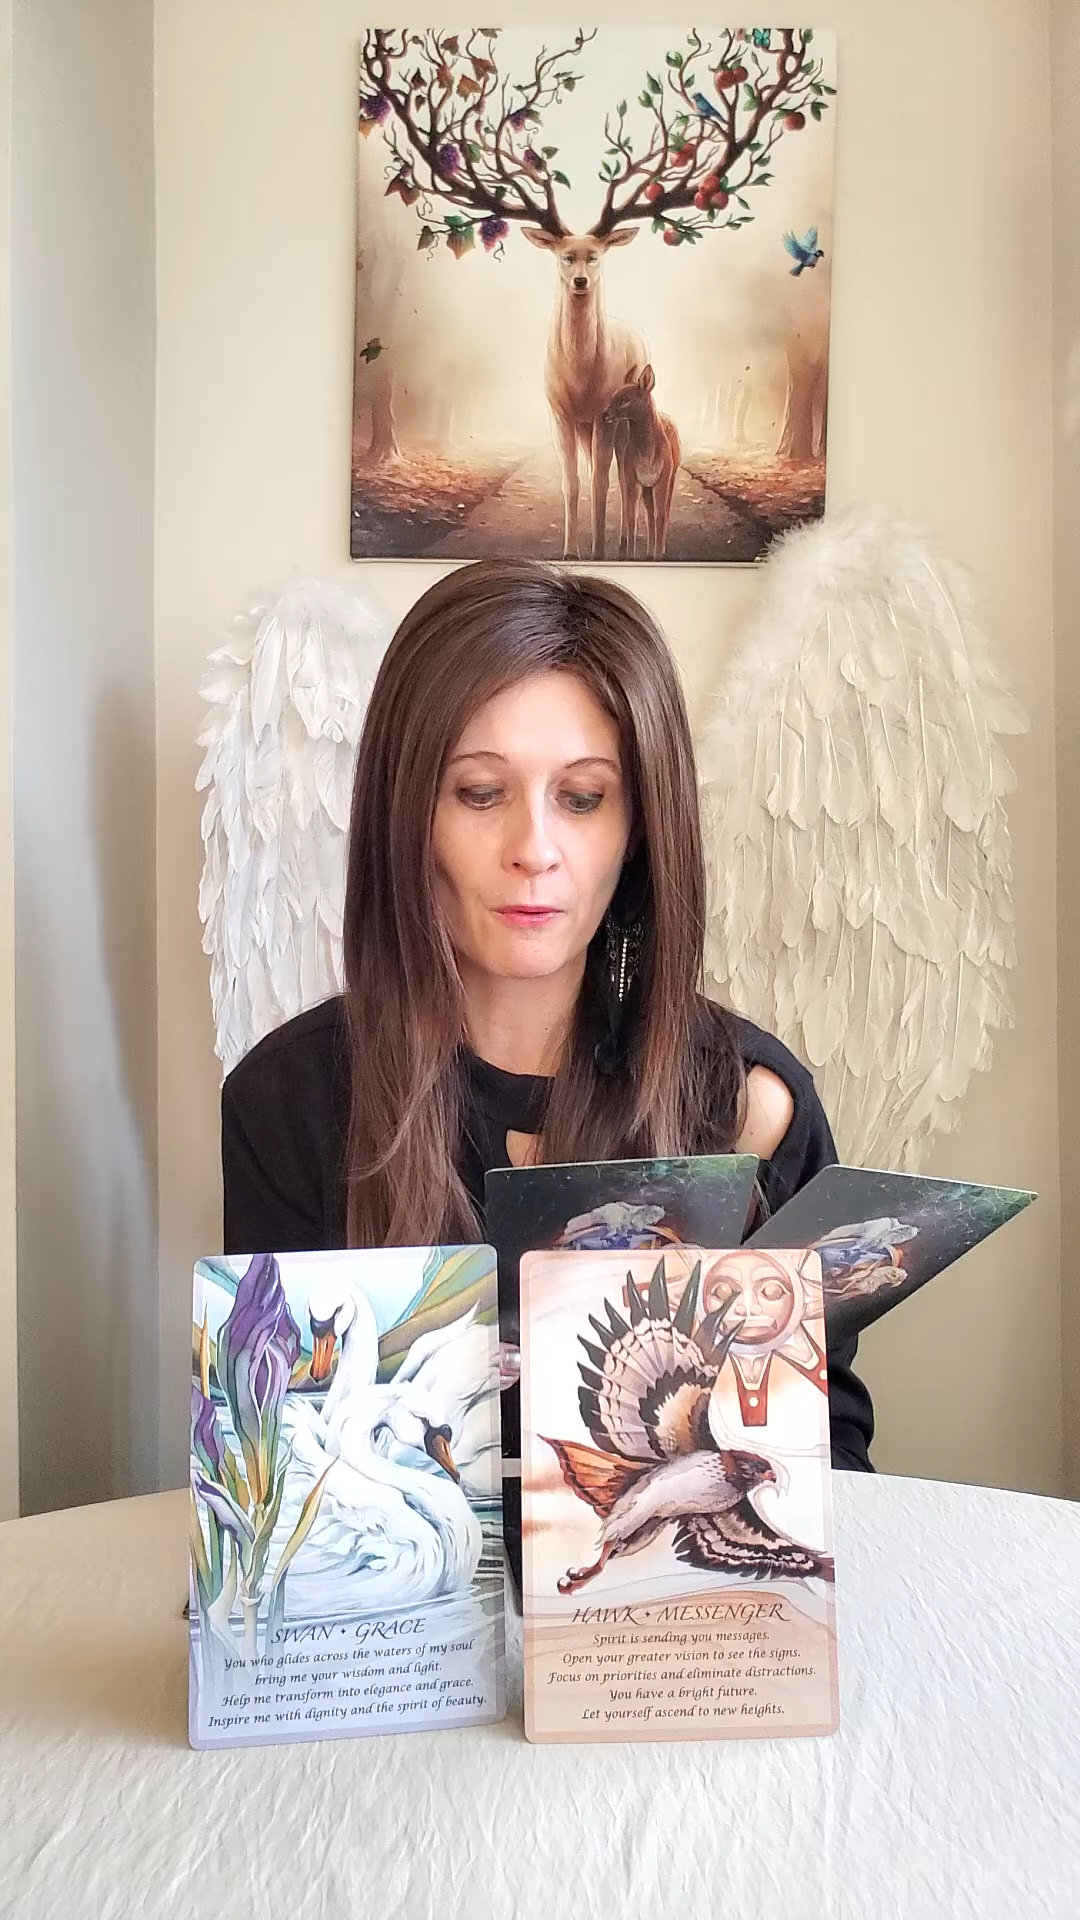 SWAN • GRACE
You who glides across the waters of my soul
bring me your wisdom and light.
Help me transform into elegance and grace.
Inspire me with dignity and the spirit of beauty.
HAWK • MESSENGER
Spirit is sending you messages.
Open your greater vision to see the signs.
Focus on priorities and eliminate distractions.
You have a bright future.
Let yourself ascend to new heights.